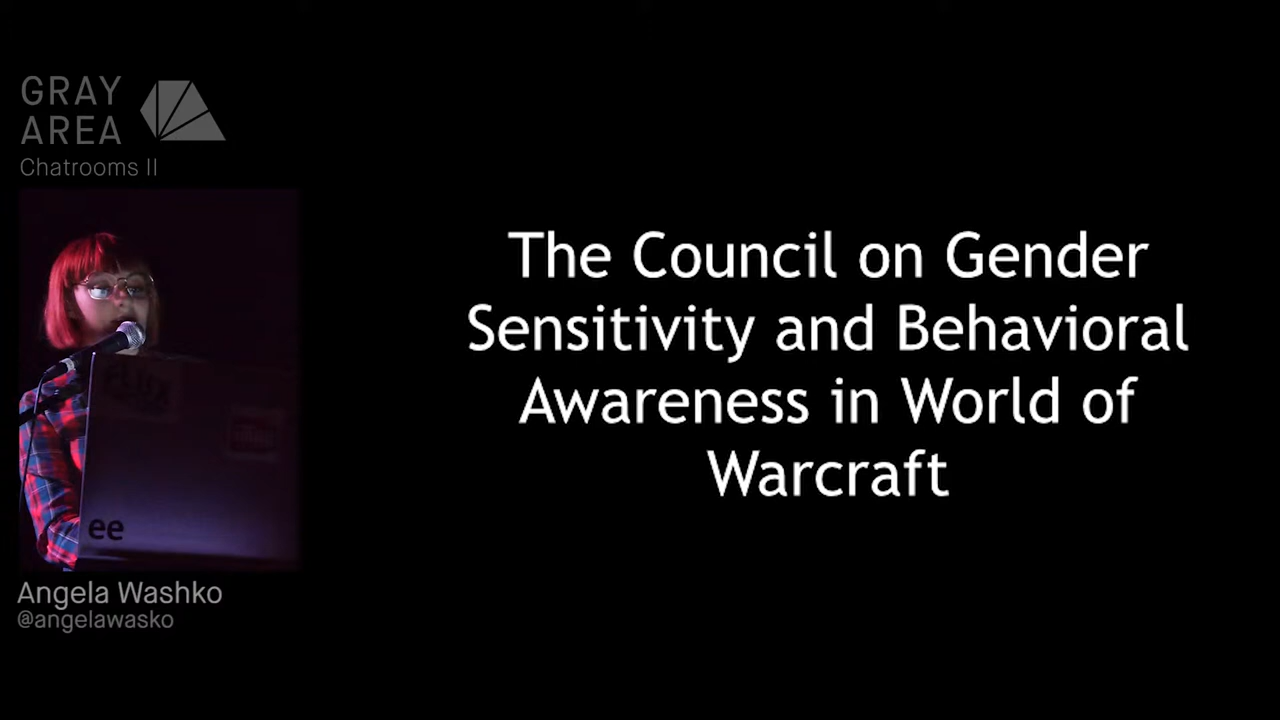 GRAY
AREA
Chatrooms II
ee
Angela Washko
@angelawasko
The Council on Gender
Sensitivity and Behavioral
Awareness in World of
Warcraft